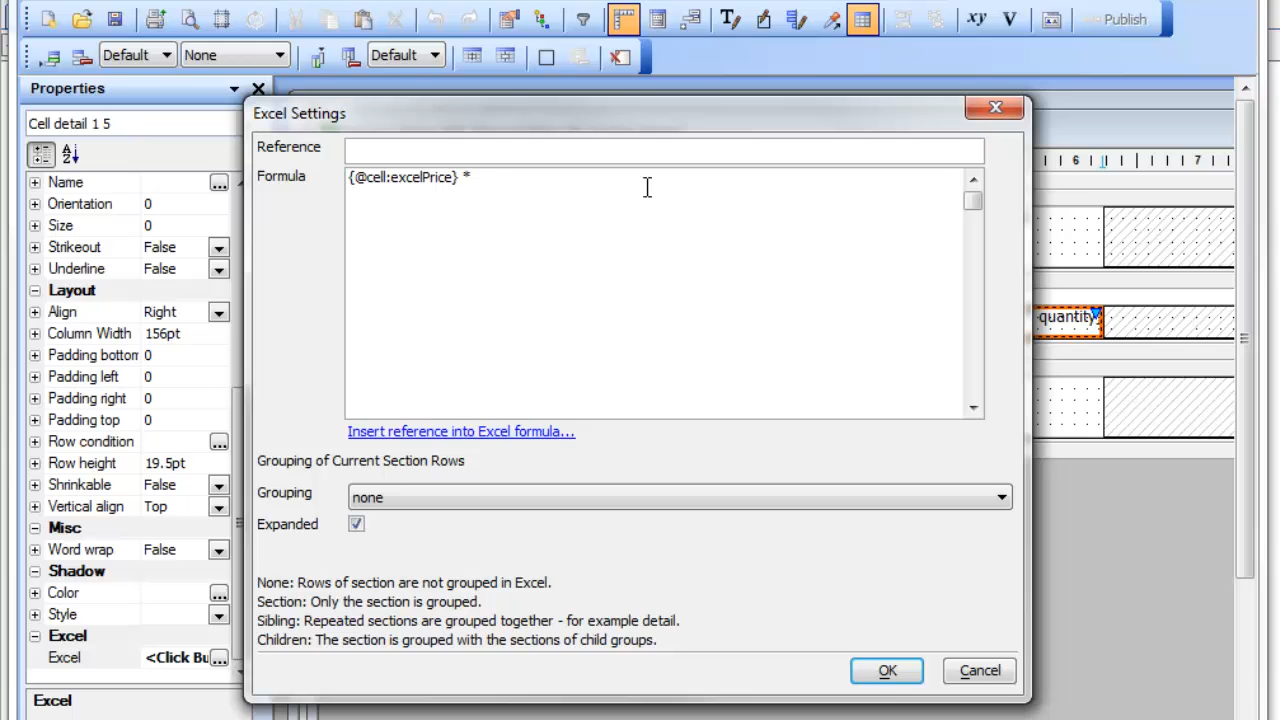 Publish
Default
None
Default
Properties
Cell detail 1 5
Name
Orientation 0
Size 0
Strikeout False
Underline False
Layout
Align Right
Column Width 156pt
Padding bottom 0
Padding left 0
Padding right 0
Padding top 0
Row condition
Row height 19.5pt
Shrinkable False
Vertical align Top
Misc
Word wrap False
Shadow
Color
Style
Excel
Excel <Click Bu
Excel
Excel Settings
Reference
Formula
{@cell:excelPrice} *
Insert reference into Excel formula...
Grouping of Current Section Rows
Grouping none
Expanded
None: Rows of section are not grouped in Excel.
Section: Only the section is grouped.
Sibling: Repeated sections are grouped together - for example detail.
Children: The section is grouped with the sections of child groups.
OK
Cancel
6 7
quantity